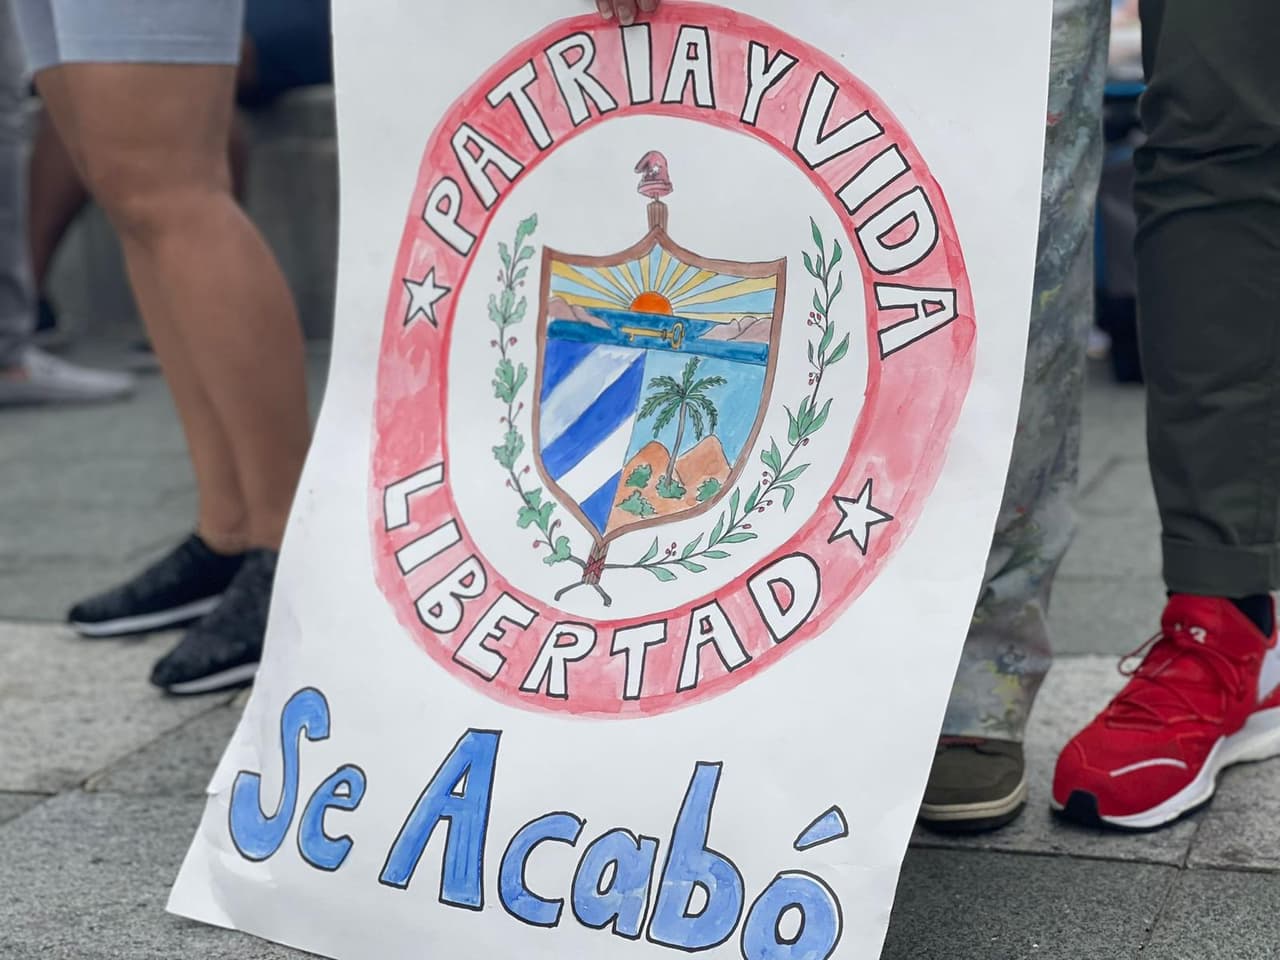 PATRIA Y VIDA
LIBERTAD
Se Acabó